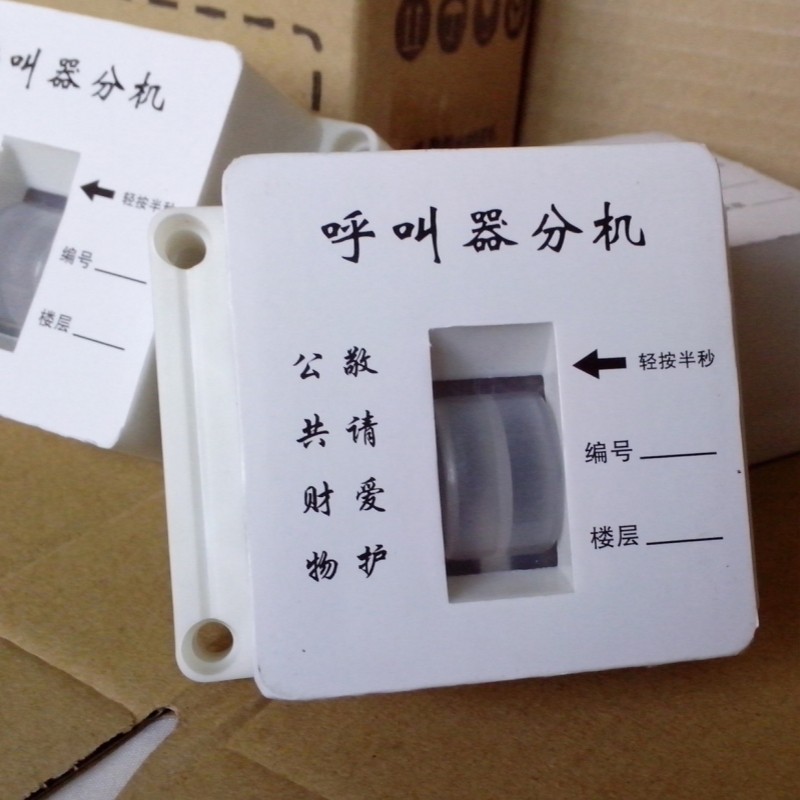 叫器分机
轻按半秒
编号
楼层
呼叫器分机
公共财物
敬请爱护
轻按半秒
编号
楼层